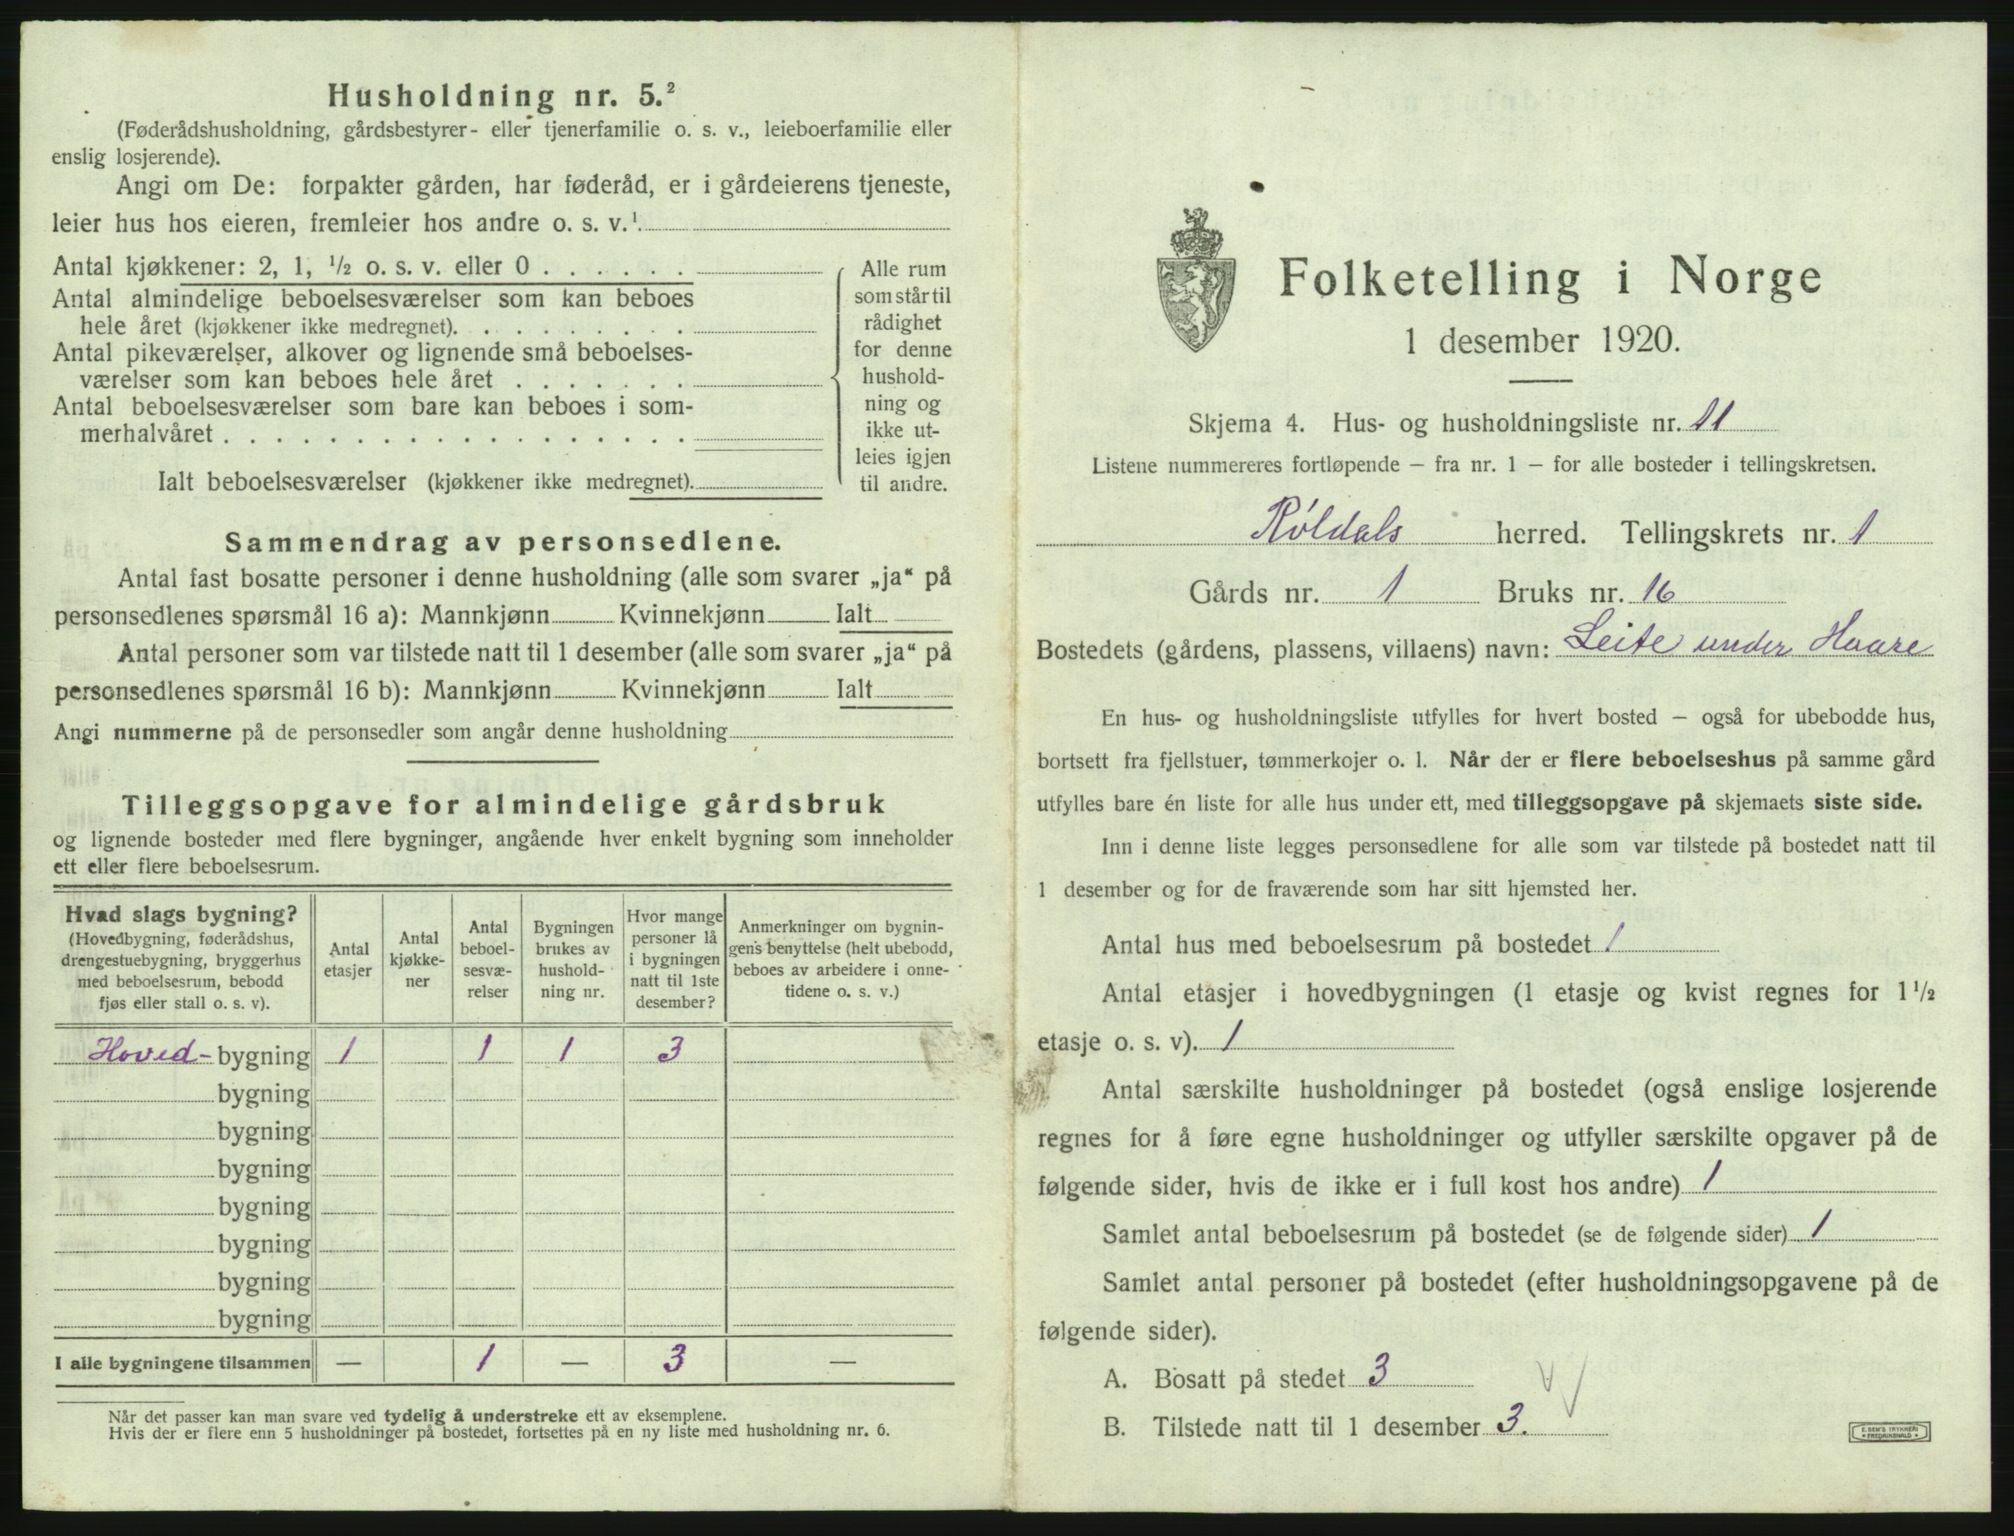 Husholdning nr. 5.²
(Føderådshusholdning, gårdsbestyrer- eller tjenerfamilie o. s. v., leieboerfamilie eller
enslig losjerende).
Angi om De: forpakter gården, har føderåd, er i gårdeierens tjeneste,
leier hus hos eieren, fremleier hos andre o. s. v.¹
Antal kjøkkener: 2, 1, ½ o. s. v. eller 0 . . . . . .
Antal almindelige beboelsesværelser som kan beboes
hele året (kjøkkener ikke medregnet). . . . . . . . .
Antal pikeværelser, alkover og lignende små beboelses-
værelser som kan beboes hele året . . . . . . .
Antal beboelsesværelser som bare kan beboes i som-
merhalvåret . . . . . . . . . . . . . . . . . .
Ialt beboelsesværelser (kjøkkener ikke medregnet).
Alle rum
som står til
rådighet
for denne
hushold-
ning og
ikke ut-
leies igjen
til andre.
Sammendrag av personsedlene.
Antal fast bosatte personer i denne husholdning (alle som svarer „ja“ på
personsedlenes spørsmål 16 a): Mannkjønn Kvinnekjønn Ialt
Antal personer som var tilstede natt til 1 desember (alle som svarer „ja“ på
personsedlenes spørsmål 16 b): Mannkjønn Kvinnekjønn Ialt
Angi nummerne på de personsedler som angår denne husholdning
Tilleggsopgave for almindelige gårdsbruk
og lignende bosteder med flere bygninger, angående hver enkelt bygning som inneholder
ett eller flere beboelsesrum.
Hvad slags bygning?
(Hovedbygning, føderådshus,
drengestuebygning, bryggerhus
med beboelsesrum, bebodd
fjøs eller stall o. s. v).
Antal
etasjer
Antal
kjøkke-
ner
Antal
beboel-
sesvæ-
relser
Bygningen
brukes av
hushold-
ning nr.
Hvor mange
personer lå
i bygningen
natt til 1ste
desember?
Anmerkninger om bygnin-
gens benyttelse (helt ubebodd,
beboes av arbeidere i onne-
tidene o. s. v.)
Hoved- bygning 1 1 1 3
bygning
bygning
bygning
bygning
bygning
bygning
bygning
I alle bygningene tilsammen — 1 — 3 —
Når det passer kan man svare ved tydelig å understreke ett av eksemplene.
Hvis der er flere enn 5 husholdninger på bostedet, fortsettes på en ny liste med husholdning nr. 6.
Folketelling i Norge
1 desember 1920.
Skjema 4. Hus- og husholdningsliste nr. 11
Listene nummereres fortløpende – fra nr. 1 – for alle bosteder i tellingskretsen.
Røldals herred. Tellingskrets nr. 1
Gårds nr. 1 Bruks nr. 16
Bostedets (gårdens, plassens, villaens) navn: Leite under Haare
En hus- og husholdningsliste utfylles for hvert bosted – også for ubebodde hus,
bortsett fra fjellstuer, tømmerkojer o. l. Når der er flere beboelseshus på samme gård
utfylles bare én liste for alle hus under ett, med tilleggsopgave på skjemaets siste side.
Inn i denne liste legges personsedlene for alle som var tilstede på bostedet natt til
1 desember og for de fraværende som har sitt hjemsted her.
Antal hus med beboelsesrum på bostedet 1
Antal etasjer i hovedbygningen (1 etasje og kvist regnes for 1½
etasje o. s. v). 1
Antal særskilte husholdninger på bostedet (også enslige losjerende
regnes for å føre egne husholdninger og utfyller særskilte opgaver på de
følgende sider, hvis de ikke er i full kost hos andre) 1
Samlet antal beboelsesrum på bostedet (se de følgende sider) 1
Samlet antal personer på bostedet (efter husholdningsopgavene på de
følgende sider).
A. Bosatt på stedet 3
B. Tilstede natt til 1 desember 3.
E. SEM'S TRYKKERI
FREDRIKSHALD